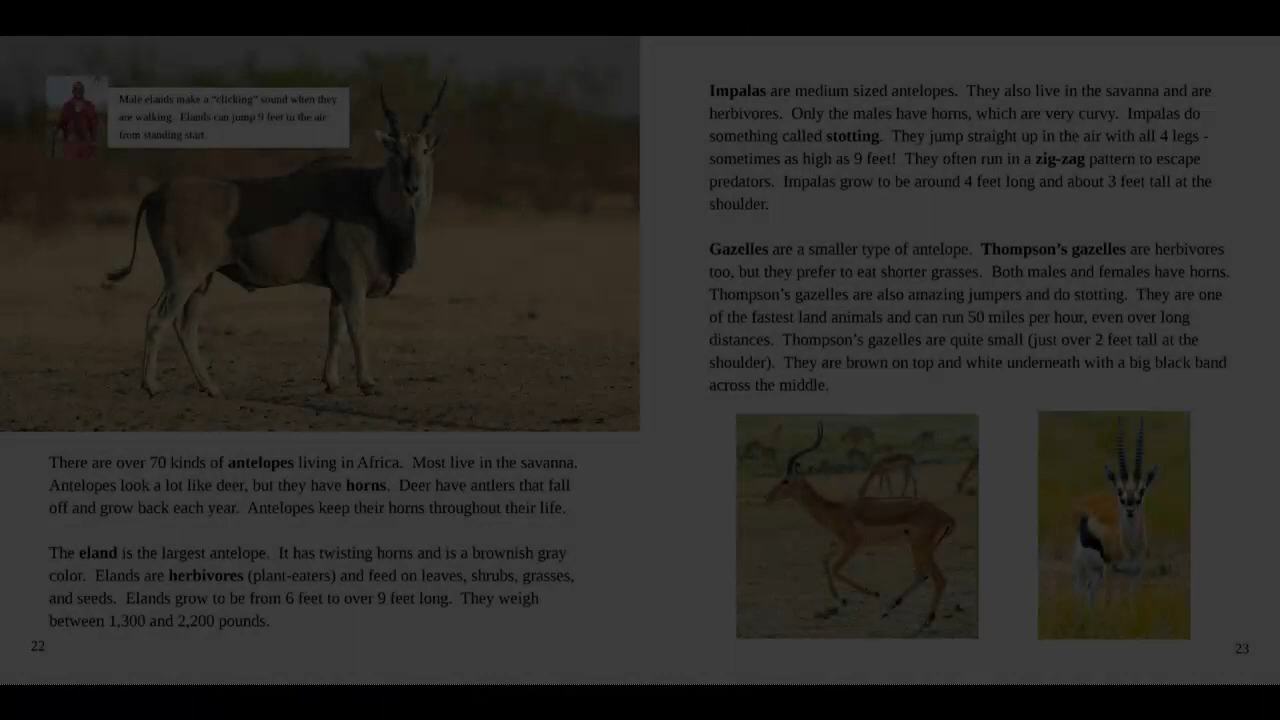 Male elands make a "clicking" sound when they
are walking.  Elands can jump 9 feet in the air
from standing start.
There are over 70 kinds of antelopes living in Africa.  Most live in the savanna.
Antelopes look a lot like deer, but they have horns.  Deer have antlers that fall
off and grow back each year.  Antelopes keep their horns throughout their life.
The eland is the largest antelope.  It has twisting horns and is a brownish gray
color.  Elands are herbivores (plant-eaters) and feed on leaves, shrubs, grasses,
and seeds.  Elands grow to be from 6 feet to over 9 feet long.  They weigh
between 1,300 and 2,200 pounds.
22
Impalas are medium sized antelopes.  They also live in the savanna and are
herbivores.  Only the males have horns, which are very curvy.  Impalas do
something called stotting.  They jump straight up in the air with all 4 legs -
sometimes as high as 9 feet!  They often run in a zig-zag pattern to escape
predators.  Impalas grow to be around 4 feet long and about 3 feet tall at the
shoulder.
Gazelles are a smaller type of antelope.  Thompson's gazelles are herbivores
too, but they prefer to eat shorter grasses.  Both males and females have horns.
Thompson's gazelles are also amazing jumpers and do stotting.  They are one
of the fastest land animals and can run 50 miles per hour, even over long
distances.  Thompson's gazelles are quite small (just over 2 feet tall at the
shoulder).  They are brown on top and white underneath with a big black band
across the middle.
23